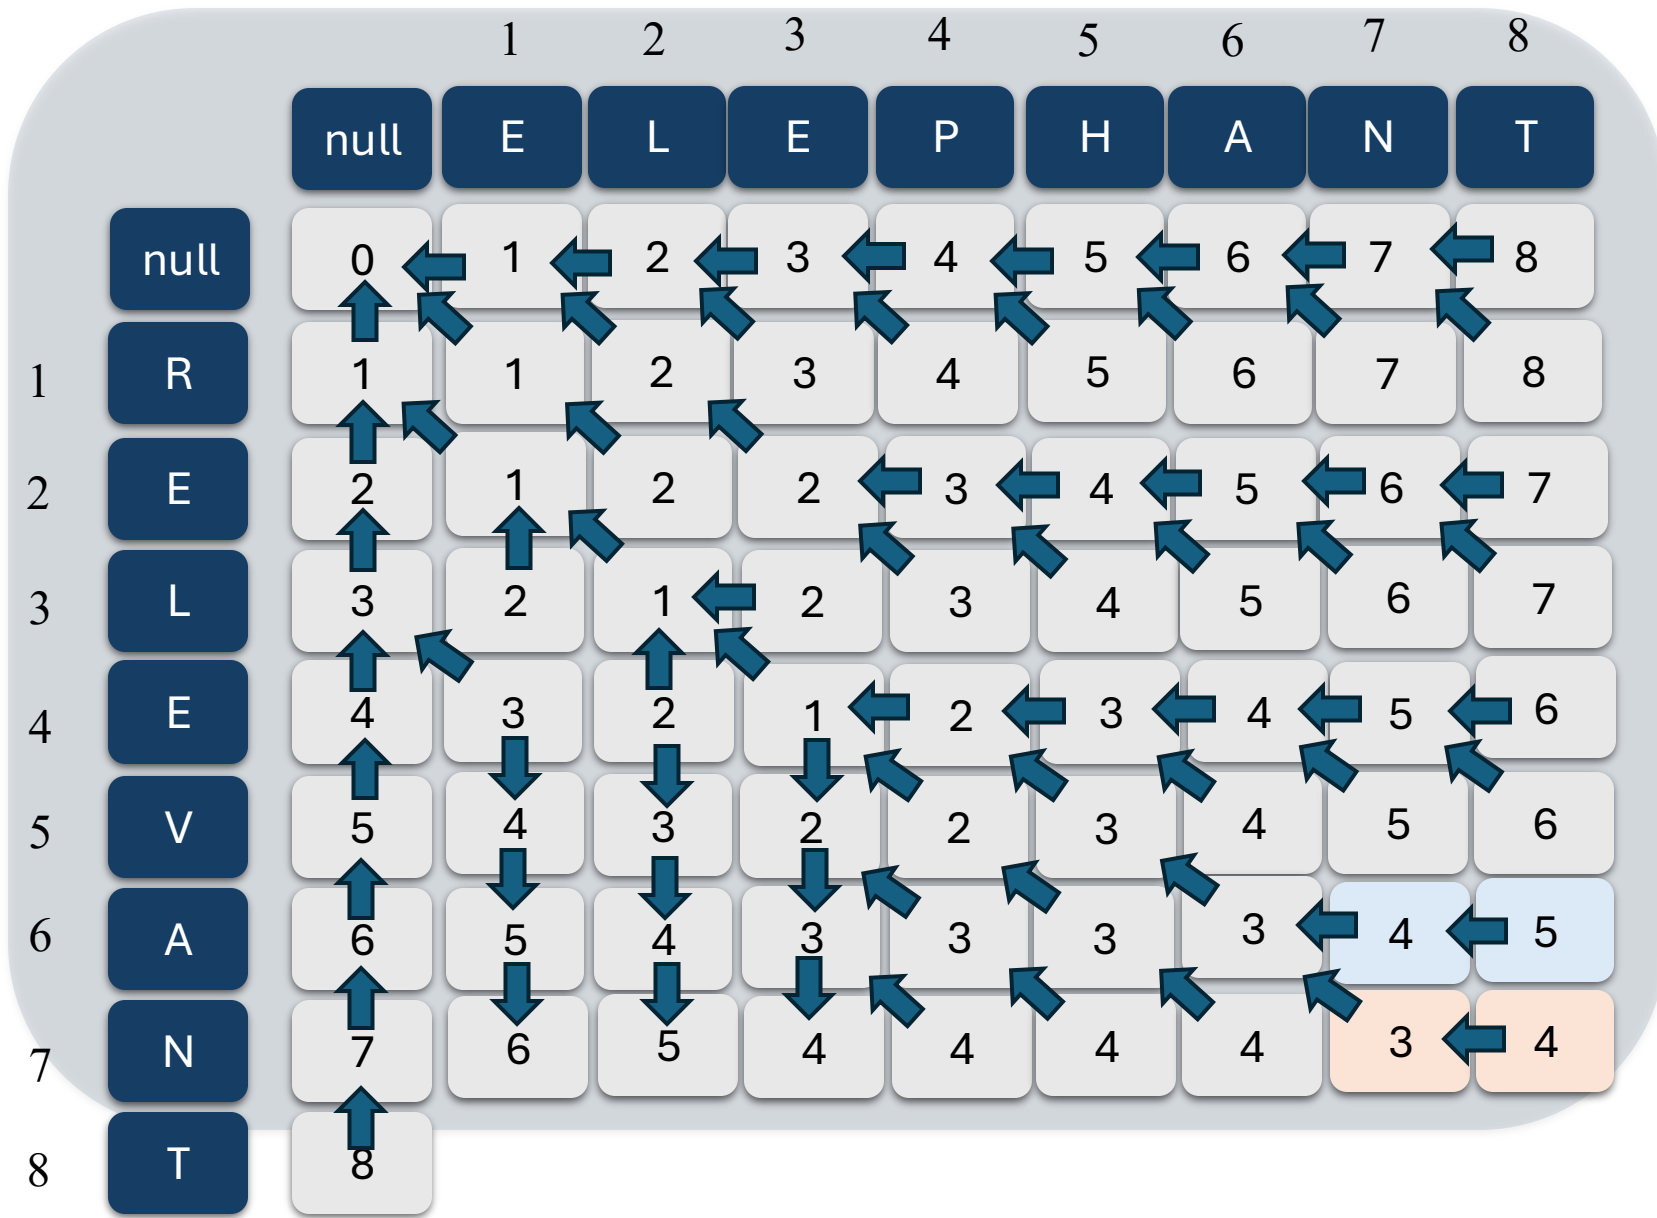 1 2 3 4 5 6 7 8
null E L E P H A N T
null 0 1 2 3 4 5 6 7 8
1 R 1 1 2 3 4 5 6 7 8
2 E 2 1 2 2 3 4 5 6 7
3 L 3 2 1 2 3 4 5 6 7
4 E 4 3 2 1 2 3 4 5 6
5 V 5 4 3 2 2 3 4 5 6
6 A 6 5 4 3 3 3 3 4 5
7 N 7 6 5 4 4 4 4 3 4
8 T 8